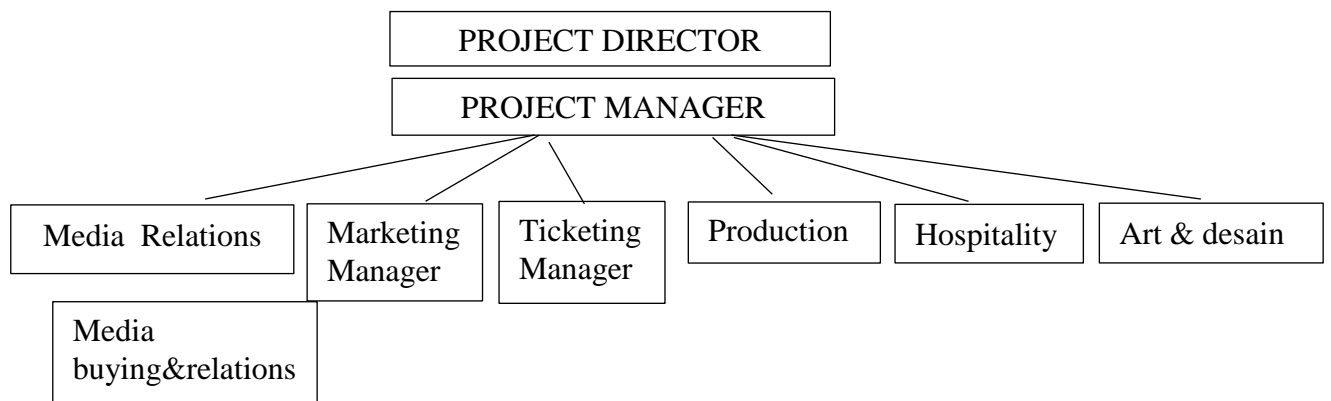 PROJECT DIRECTOR
PROJECT MANAGER
Media Relations
Marketing
Manager
Ticketing
Manager
Production
Hospitality
Art & desain
Media
buying&relations